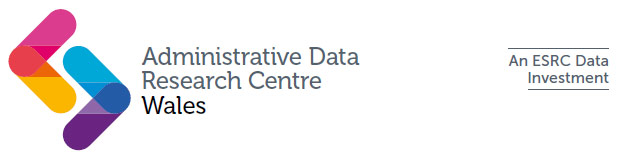 Administrative Data
Research Centre
Wales
An ESRC Data
Investment